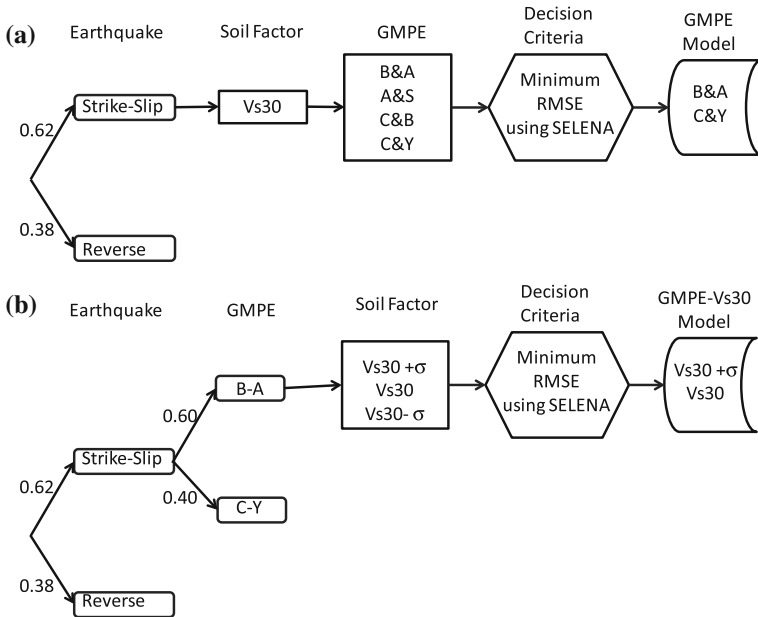 (a)
Earthquake
Soil Factor
GMPE
Decision
Criteria
GMPE
Model
Strike-Slip
Vs30
B&A
A&S
C&B
C&Y
Minimum
RMSE
using SELENA
B&A
C&Y
0.62
0.38
Reverse
(b)
Earthquake
GMPE
Soil Factor
Decision
Criteria
GMPE-Vs30
Model
B-A
Vs30 +σ
Vs30
Vs30- σ
Minimum
RMSE
using SELENA
Vs30 +σ
Vs30
0.60
Strike-Slip
0.62
0.40
C-Y
0.38
Reverse